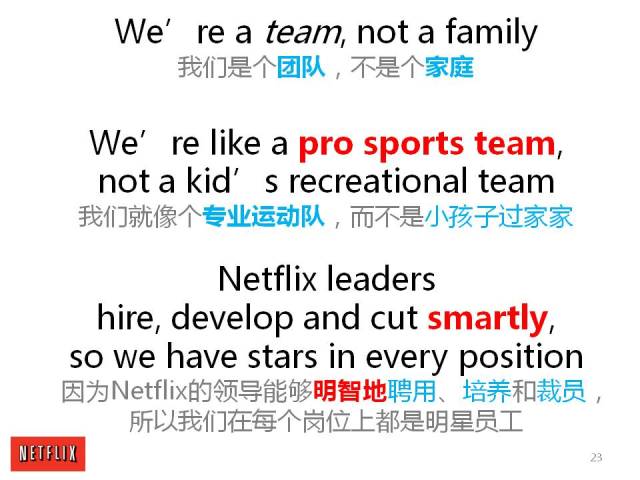 We’re a team, not a family
我们是个团队，不是个家庭
We’re like a pro sports team,
not a kid’s recreational team
我们就像个专业运动队，而不是小孩子过家家
Netflix leaders
hire, develop and cut smartly,
so we have stars in every position
因为Netflix的领导能够明智地聘用、培养和裁员，
所以我们在每个岗位上都是明星员工
NETFLIX
23